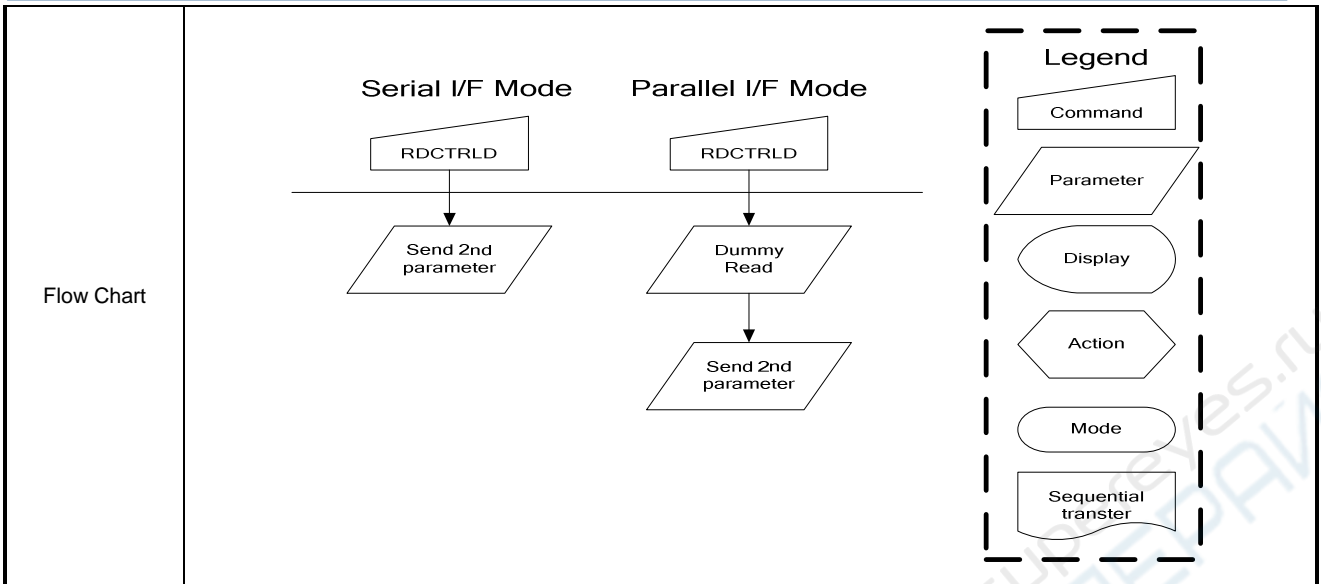 Flow Chart
Serial I/F Mode
Parallel I/F Mode
RDCTRLD
RDCTRLD
Send 2nd
parameter
Dummy
Read
Send 2nd
parameter
Legend
Command
Parameter
Display
Action
Mode
Sequential
transter